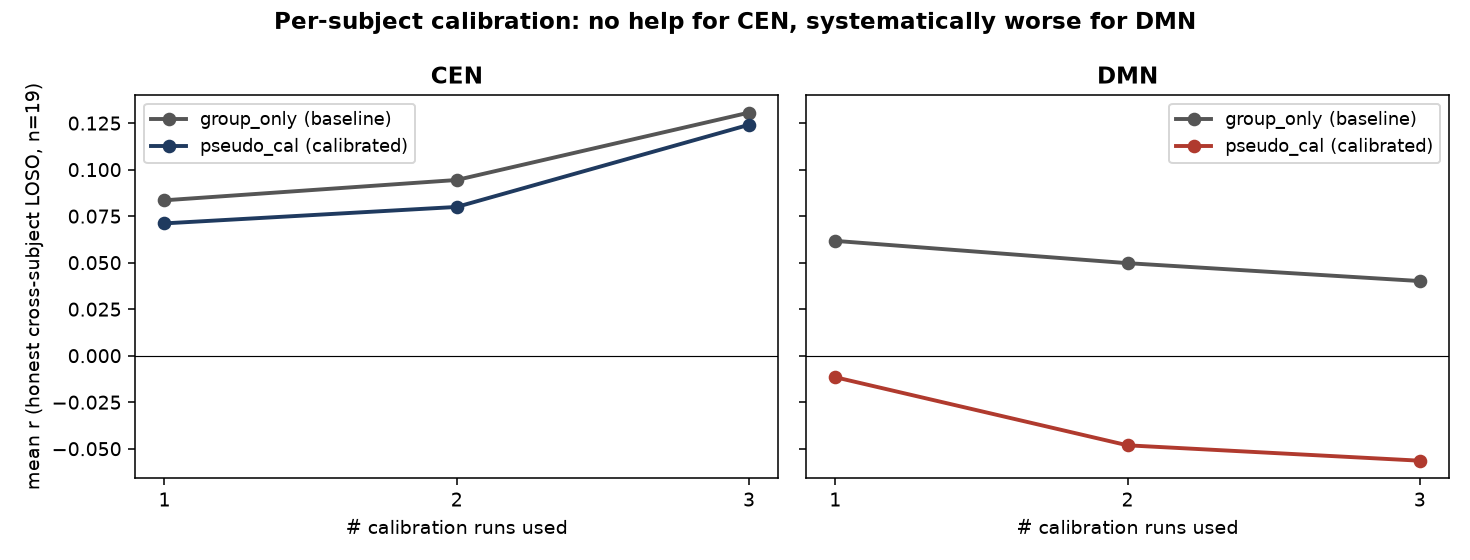 Per-subject calibration: no help for CEN, systematically worse for DMN
CEN
mean r (honest cross-subject LOSO, n=19)
0.125
0.100
0.075
0.050
0.025
0.000
−0.025
−0.050
group_only (baseline)
pseudo_cal (calibrated)
1
2
3
# calibration runs used
DMN
group_only (baseline)
pseudo_cal (calibrated)
1
2
3
# calibration runs used